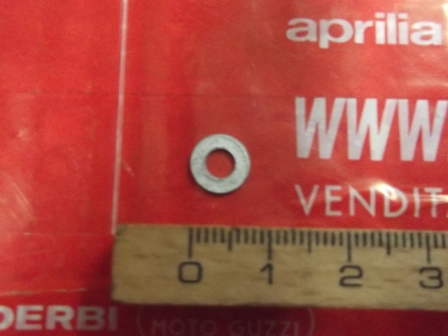 aprilia
WWW
VENDIT
0 1 2 3
DERBI
MOTO GUZZI